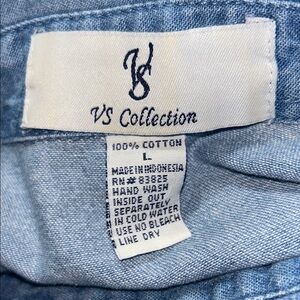 VS
VS Collection
100% COTTON
L
MADE IN INDONESIA
RN# 83825
HAND WASH
INSIDE OUT
SEPARATELY
IN COLD WATER
USE NO BLEACH
LINE DRY